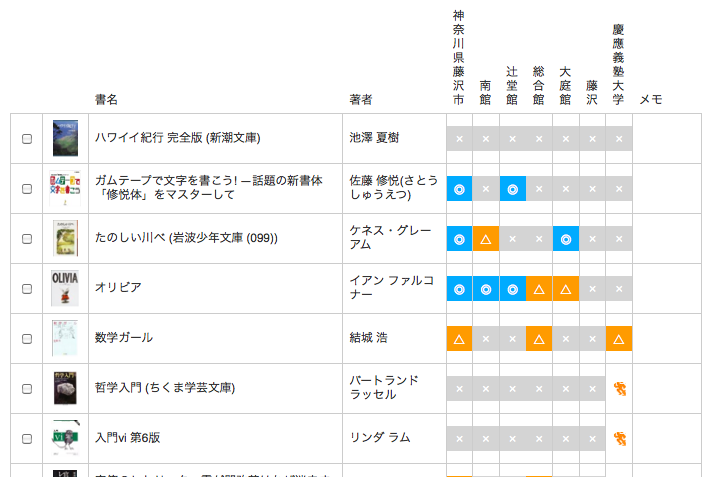 神奈川県藤沢市
南館
辻堂館
総合館
大庭館
藤沢
慶應義塾大学
書名
著者
メモ
ハワイイ紀行 完全版 (新潮文庫)
池澤 夏樹
× × × × × × ×
ガムテープで文字を書こう! ―話題の新書体
「修悦体」をマスターして
佐藤 修悦(さとう
しゅうえつ)
◎ × ◎ × × × ×
たのしい川べ (岩波少年文庫 (099))
ケネス・グレー
アム
◎ △ × × ◎ × ×
OLIVIA
オリビア
イアン ファルコ
ナー
◎ ◎ ◎ △ △ × ×
数学ガール
結城 浩
△ × × △ × × △
哲学入門
哲学入門 (ちくま学芸文庫)
バートランド
ラッセル
× × × × × ×
入門vi 第6版
リンダ ラム
× × × × × ×